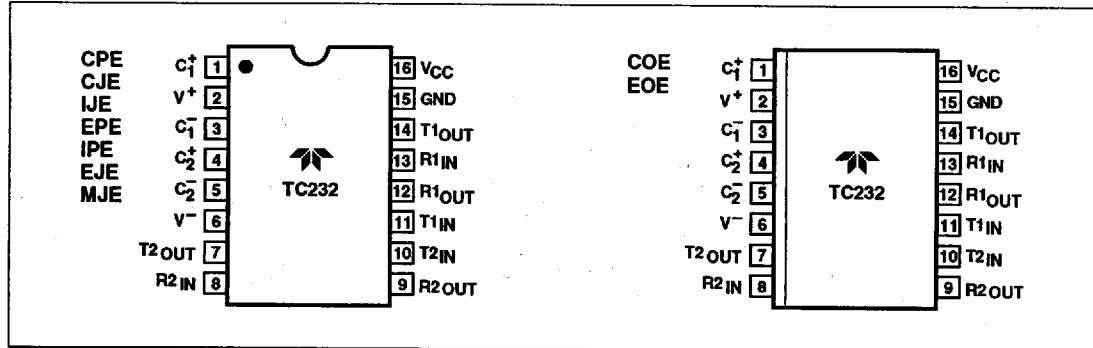 CPE
CJE
IJE
EPE
IPE
EJE
MJE
C1+ 1
V+ 2
C1− 3
C2+ 4
C2− 5
V− 6
T2OUT 7
R2IN 8
TC232
16 VCC
15 GND
14 T1OUT
13 R1IN
12 R1OUT
11 T1IN
10 T2IN
9 R2OUT
COE
EOE
C1+ 1
V+ 2
C1− 3
C2+ 4
C2− 5
V− 6
T2OUT 7
R2IN 8
TC232
16 VCC
15 GND
14 T1OUT
13 R1IN
12 R1OUT
11 T1IN
10 T2IN
9 R2OUT